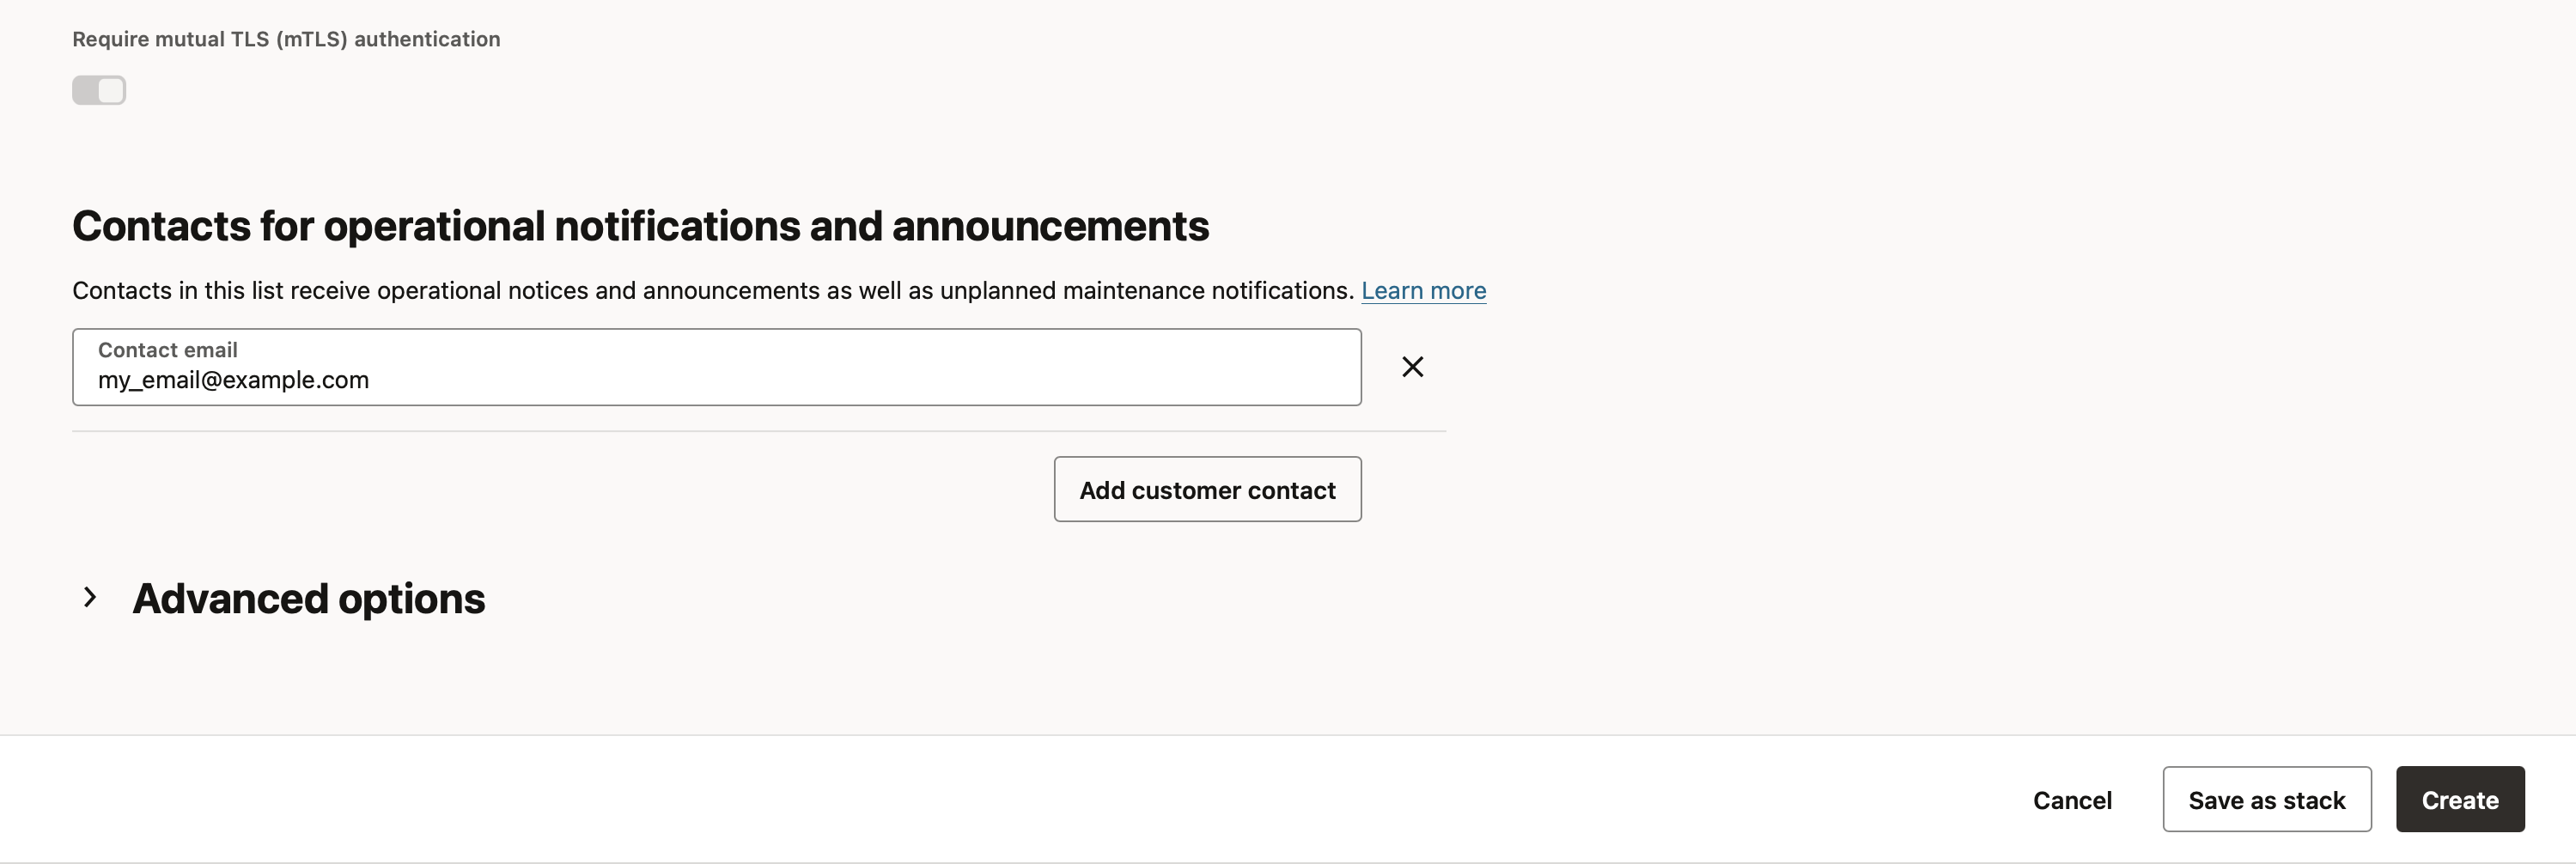 Require mutual TLS (mTLS) authentication
Contacts for operational notifications and announcements
Contacts in this list receive operational notices and announcements as well as unplanned maintenance notifications. Learn more
Contact email
my_email@example.com
Add customer contact
Advanced options
Cancel
Save as stack
Create